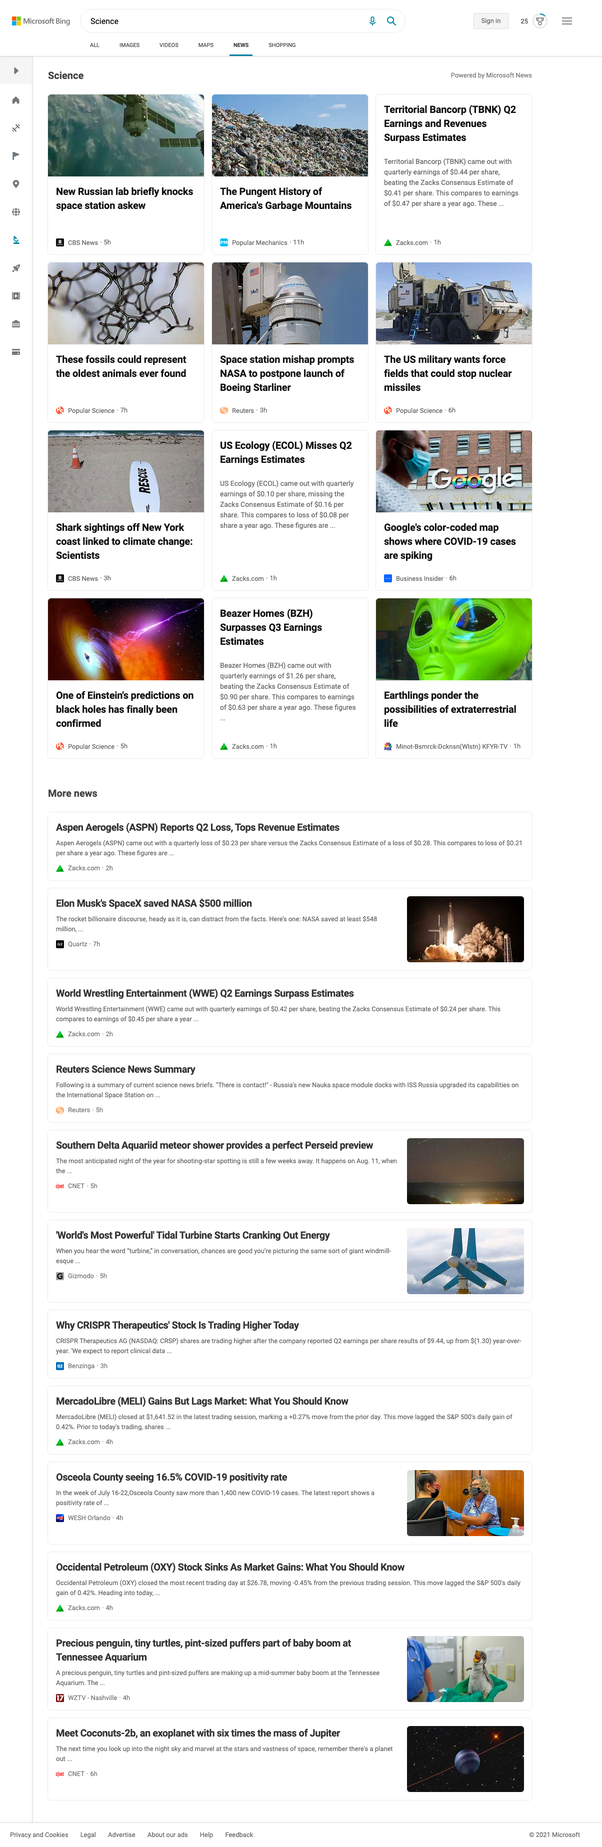 Microsoft Bing
Science
Sign in
25
ALL
IMAGES
VIDEOS
MAPS
NEWS
SHOPPING
Science
Powered by Microsoft News
New Russian lab briefly knocks
space station askew
CBS News · 5h
The Pungent History of
America's Garbage Mountains
Popular Mechanics · 11h
Territorial Bancorp (TBNK) Q2
Earnings and Revenues
Surpass Estimates
Territorial Bancorp (TBNK) came out with
quarterly earnings of $0.44 per share,
beating the Zacks Consensus Estimate of
$0.41 per share. This compares to earnings
of $0.47 per share a year ago. These ...
Zacks.com · 1h
These fossils could represent
the oldest animals ever found
Popular Science · 7h
Space station mishap prompts
NASA to postpone launch of
Boeing Starliner
Reuters · 3h
The US military wants force
fields that could stop nuclear
missiles
Popular Science · 6h
RESCUE
Shark sightings off New York
coast linked to climate change:
Scientists
CBS News · 3h
US Ecology (ECOL) Misses Q2
Earnings Estimates
US Ecology (ECOL) came out with quarterly
earnings of $0.10 per share, missing the
Zacks Consensus Estimate of $0.16 per
share. This compares to loss of $0.08 per
share a year ago. These figures are ...
Zacks.com · 1h
Google
Google's color-coded map
shows where COVID-19 cases
are spiking
Business Insider · 6h
One of Einstein's predictions on
black holes has finally been
confirmed
Popular Science · 5h
Beazer Homes (BZH)
Surpasses Q3 Earnings
Estimates
Beazer Homes (BZH) came out with
quarterly earnings of $1.26 per share,
beating the Zacks Consensus Estimate of
$0.90 per share. This compares to earnings
of $0.63 per share a year ago. These figures
...
Zacks.com · 1h
Earthlings ponder the
possibilities of extraterrestrial
life
Minot-Bsmrck-Dcknsn(Wlstn) KFYR-TV · 1h
More news
Aspen Aerogels (ASPN) Reports Q2 Loss, Tops Revenue Estimates
Aspen Aerogels (ASPN) came out with a quarterly loss of $0.23 per share versus the Zacks Consensus Estimate of a loss of $0.28. This compares to loss of $0.21
per share a year ago. These figures are ...
Zacks.com · 2h
Elon Musk's SpaceX saved NASA $500 million
The rocket billionaire discourse, heady as it is, can distract from the facts. Here's one: NASA saved at least $548
million, ...
Quartz · 7h
World Wrestling Entertainment (WWE) Q2 Earnings Surpass Estimates
World Wrestling Entertainment (WWE) came out with quarterly earnings of $0.42 per share, beating the Zacks Consensus Estimate of $0.24 per share. This
compares to earnings of $0.45 per share a year ...
Zacks.com · 2h
Reuters Science News Summary
Following is a summary of current science news briefs. "There is contact!" - Russia's new Nauka space module docks with ISS Russia upgraded its capabilities on
the International Space Station on ...
Reuters · 5h
Southern Delta Aquariid meteor shower provides a perfect Perseid preview
The most anticipated night of the year for shooting-star spotting is still a few weeks away. It happens on Aug. 11, when
the ...
CNET · 5h
'World's Most Powerful' Tidal Turbine Starts Cranking Out Energy
When you hear the word "turbine," in conversation, chances are good you're picturing the same sort of giant windmill-
esque ...
Gizmodo · 5h
Why CRISPR Therapeutics' Stock Is Trading Higher Today
CRISPR Therapeutics AG (NASDAQ: CRSP) shares are trading higher after the company reported Q2 earnings per share results of $9.44, up from $(1.30) year-over-
year. 'We expect to report clinical data ...
Benzinga · 3h
MercadoLibre (MELI) Gains But Lags Market: What You Should Know
MercadoLibre (MELI) closed at $1,641.52 in the latest trading session, marking a +0.27% move from the prior day. This move lagged the S&P 500's daily gain of
0.42%. Prior to today's trading, shares ...
Zacks.com · 4h
Osceola County seeing 16.5% COVID-19 positivity rate
In the week of July 16-22,Osceola County saw more than 1,400 new COVID-19 cases. The latest report shows a
positivity rate of ...
WESH Orlando · 4h
Occidental Petroleum (OXY) Stock Sinks As Market Gains: What You Should Know
Occidental Petroleum (OXY) closed the most recent trading day at $26.78, moving -0.45% from the previous trading session. This move lagged the S&P 500's daily
gain of 0.42%. Heading into today, ...
Zacks.com · 4h
Precious penguin, tiny turtles, pint-sized puffers part of baby boom at
Tennessee Aquarium
A precious penguin, tiny turtles and pint-sized puffers are making up a mid-summer baby boom at the Tennessee
Aquarium. The ...
WZTV - Nashville · 4h
Meet Coconuts-2b, an exoplanet with six times the mass of Jupiter
The next time you look up into the night sky and marvel at the stars and vastness of space, remember there's a planet
out ...
CNET · 6h
Privacy and Cookies
Legal
Advertise
About our ads
Help
Feedback
© 2021 Microsoft